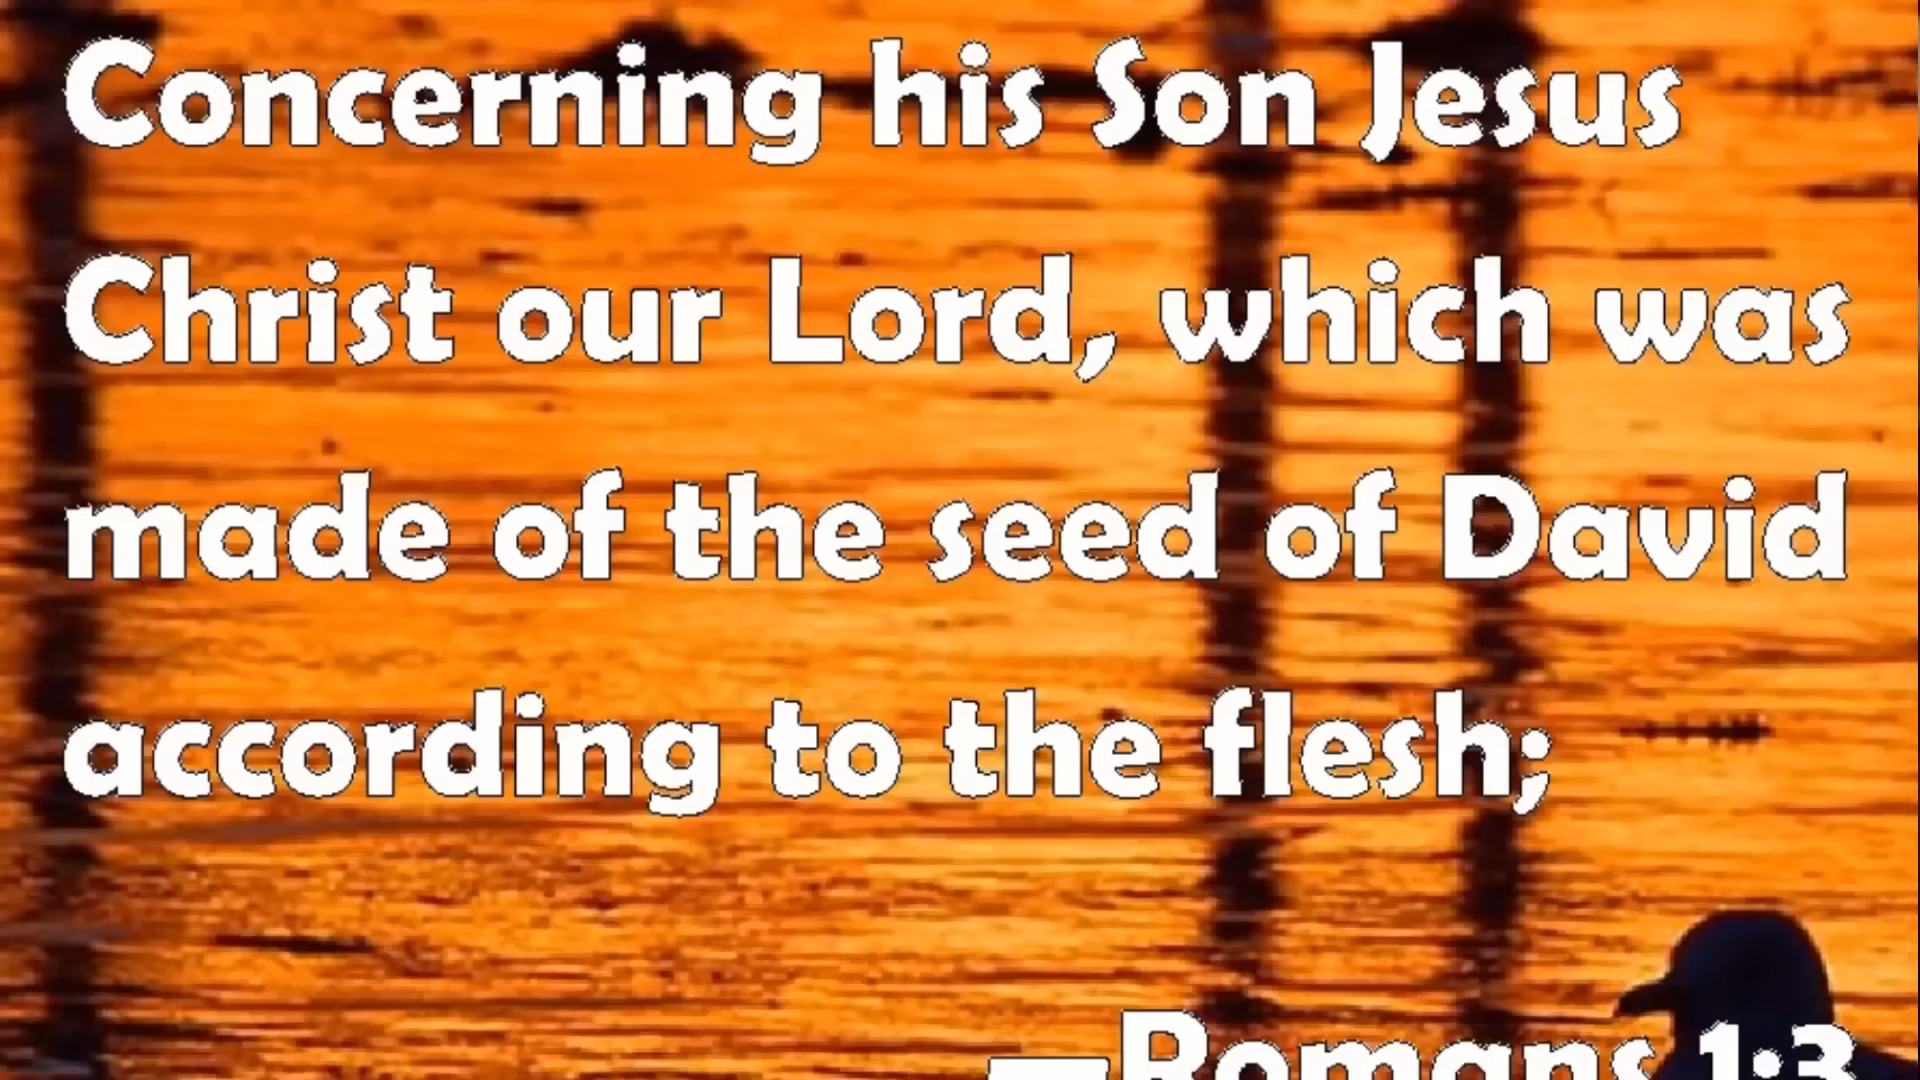 Concerning his Son Jesus
Christ our Lord, which was
made of the seed of David
according to the flesh;
—Romans 1:3